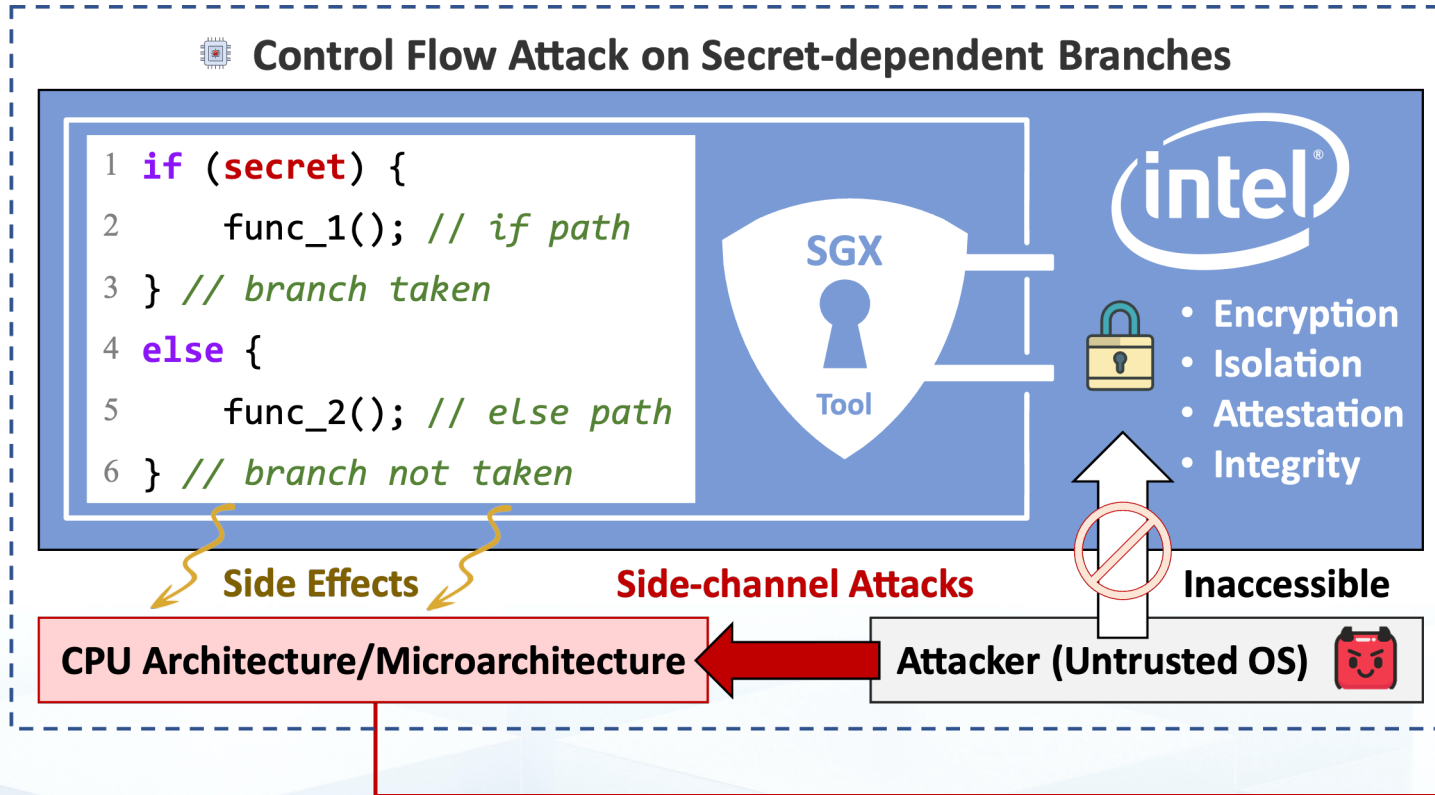 Control Flow Attack on Secret-dependent Branches
1 if (secret) {
2 func_1(); // if path
3 } // branch taken
4 else {
5 func_2(); // else path
6 } // branch not taken
SGX
Tool
intel®
• Encryption
• Isolation
• Attestation
• Integrity
Side Effects
Side-channel Attacks
Inaccessible
CPU Architecture/Microarchitecture
Attacker (Untrusted OS)